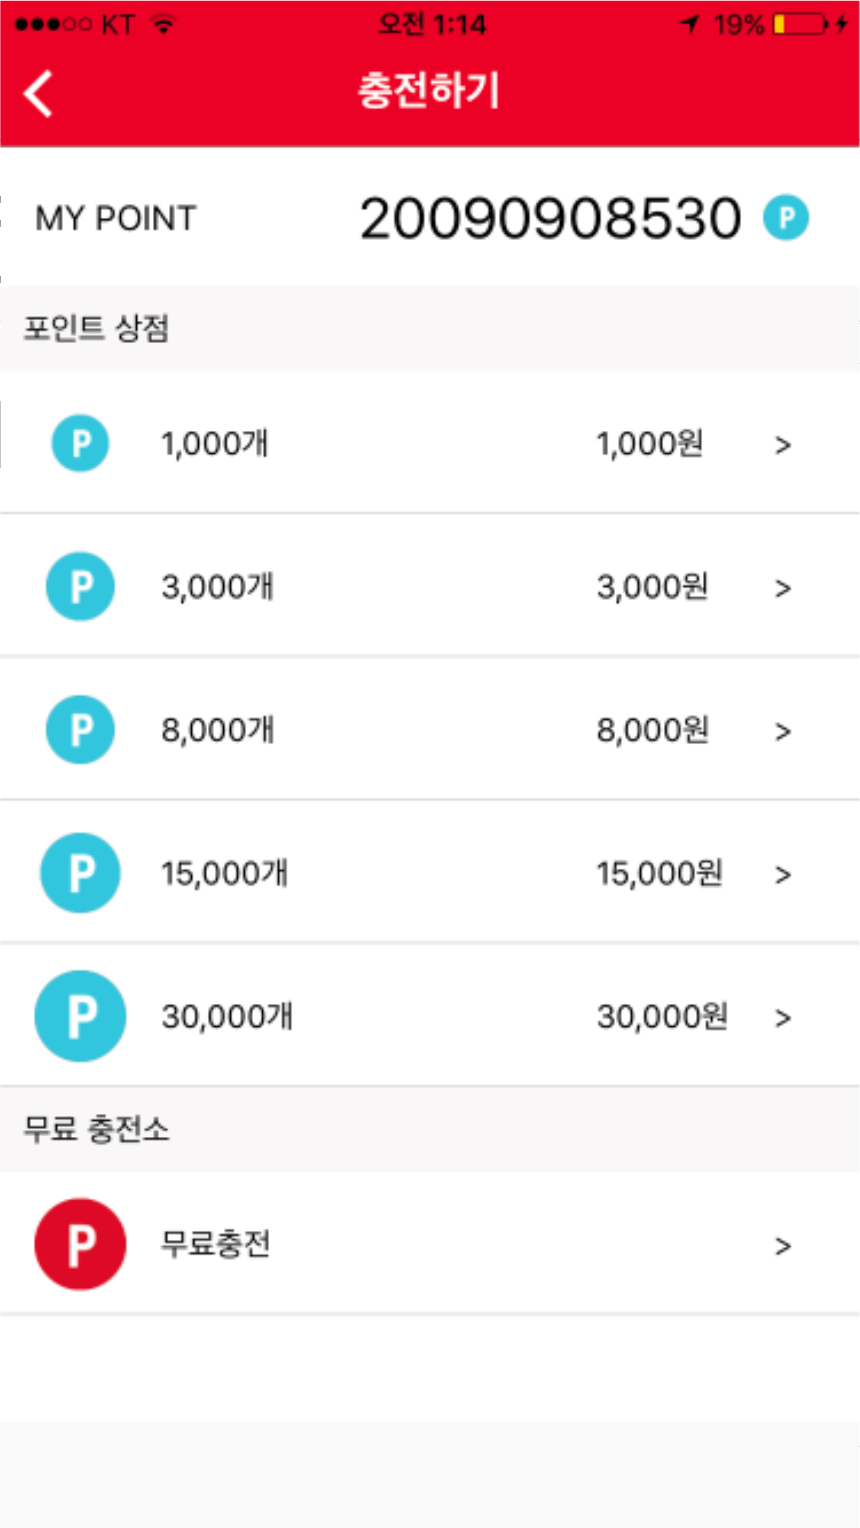 KT 오전 1:14 19%
충전하기
MY POINT 20090908530 P
포인트 상점
P 1,000개 1,000원 >
P 3,000개 3,000원 >
P 8,000개 8,000원 >
P 15,000개 15,000원 >
P 30,000개 30,000원 >
무료 충전소
P 무료충전 >